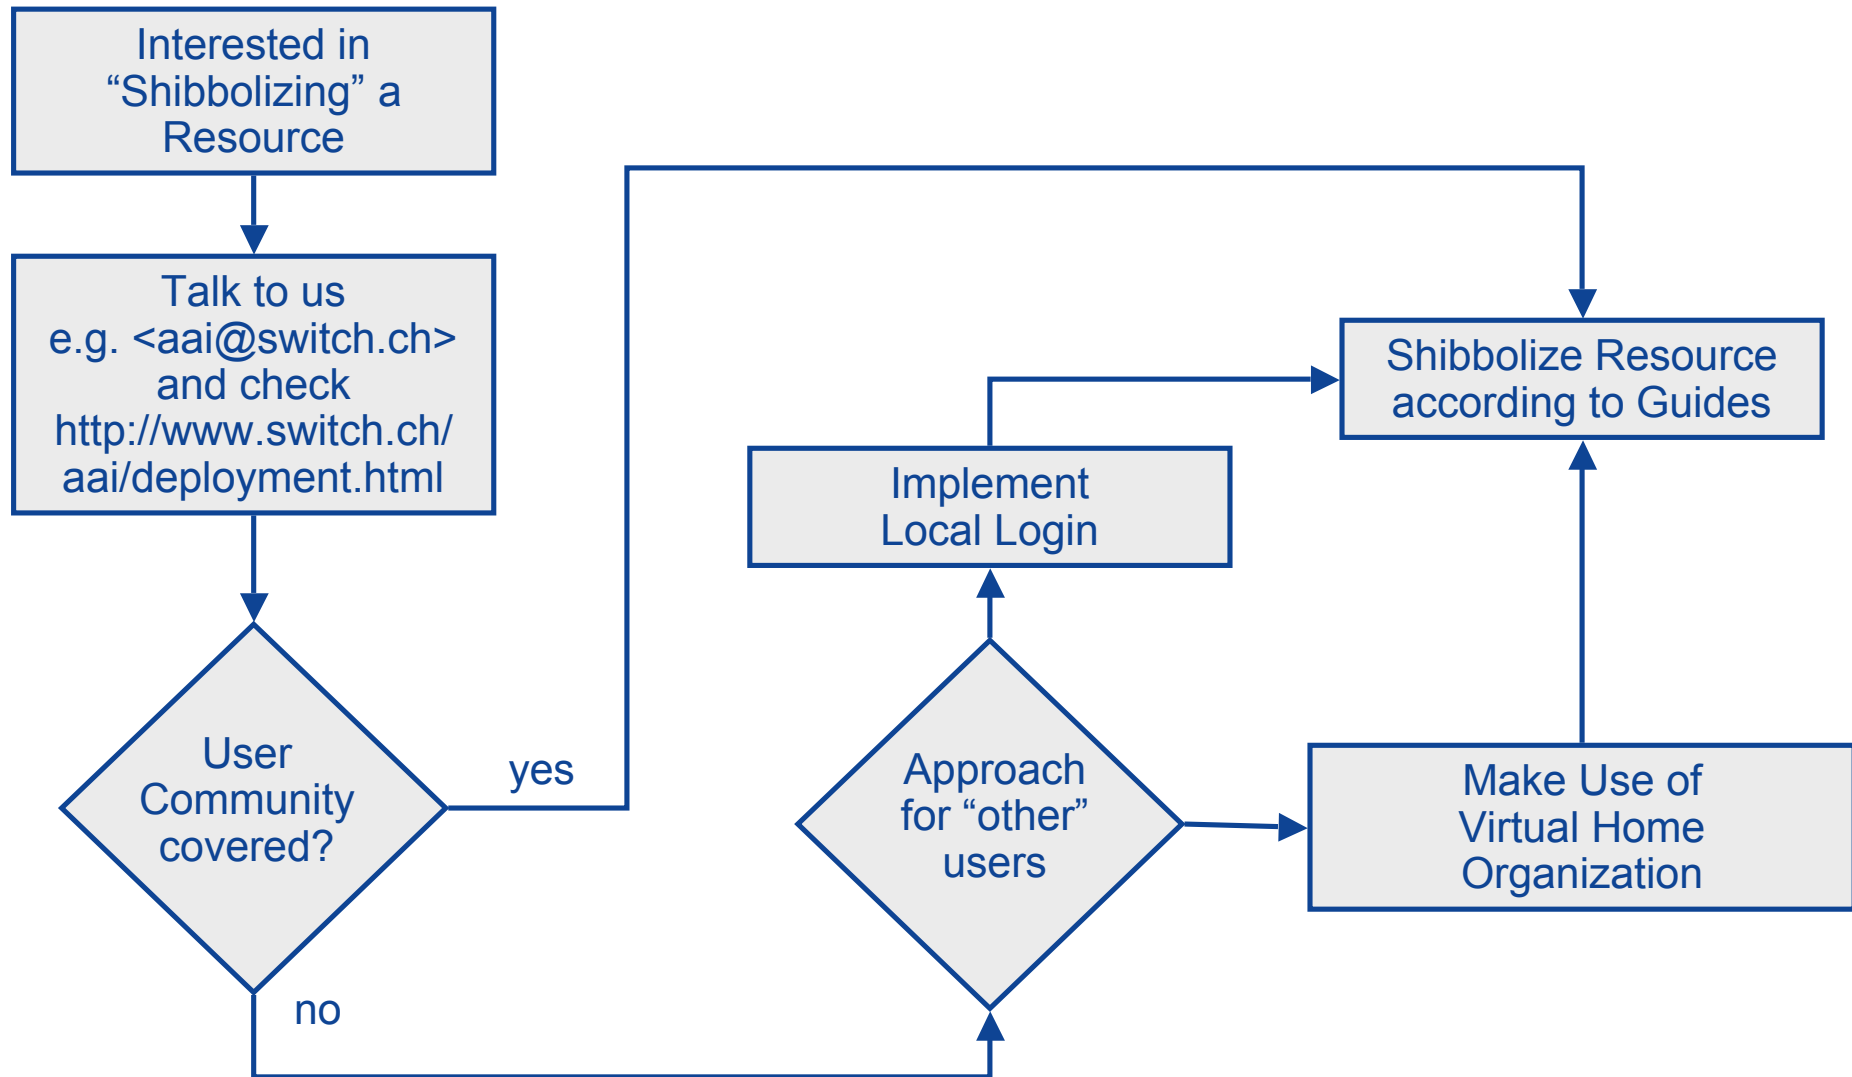 Interested in
“Shibbolizing” a
Resource
Talk to us
e.g. <aai@switch.ch>
and check
http://www.switch.ch/
aai/deployment.html
User
Community
covered?
yes
no
Approach
for “other”
users
Implement
Local Login
Make Use of
Virtual Home
Organization
Shibbolize Resource
according to Guides